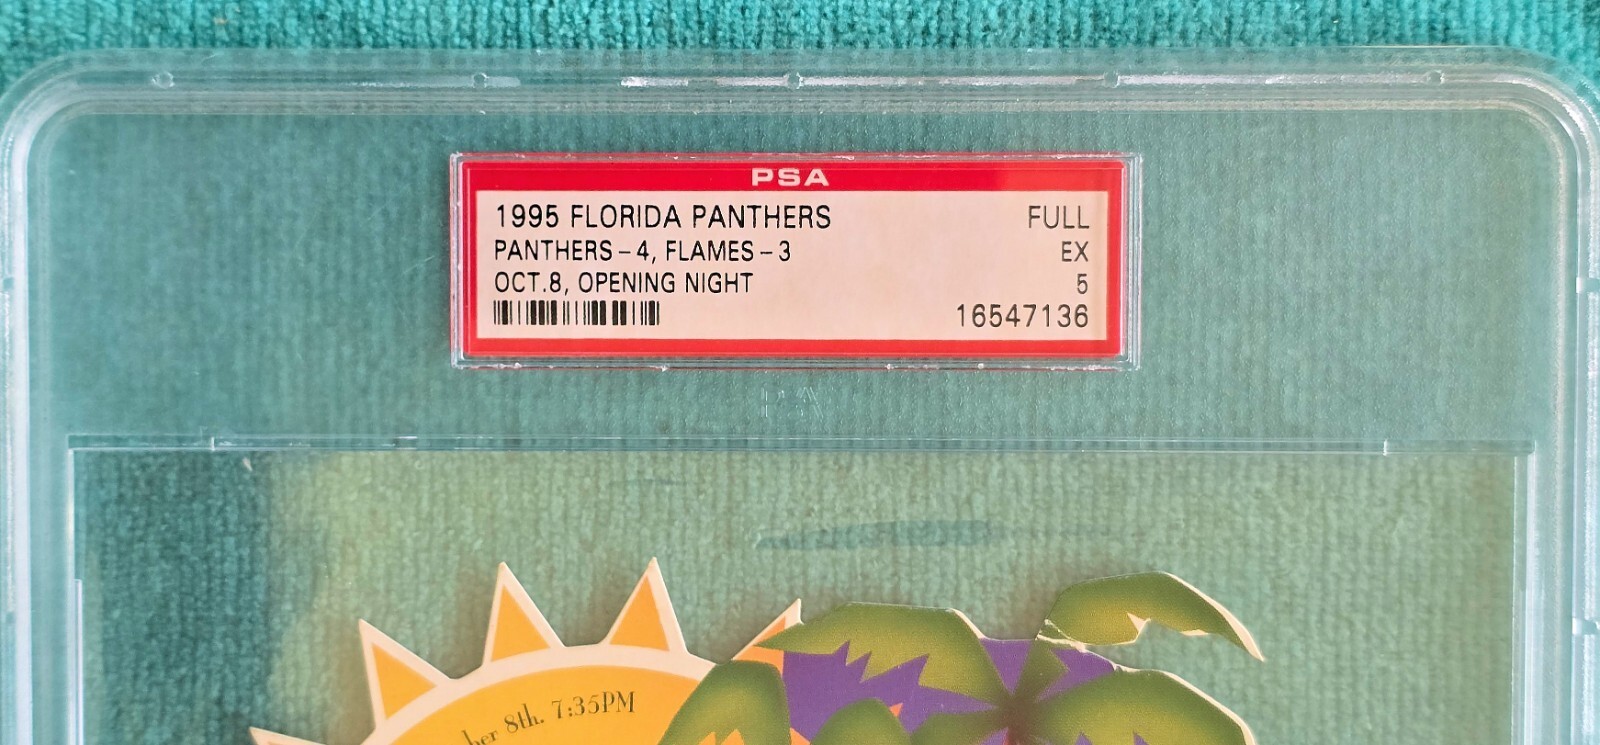 PSA
1995 FLORIDA PANTHERS FULL
PANTHERS-4, FLAMES-3 EX
OCT.8, OPENING NIGHT 5
16547136
PSA
ber 8th. 7:35PM